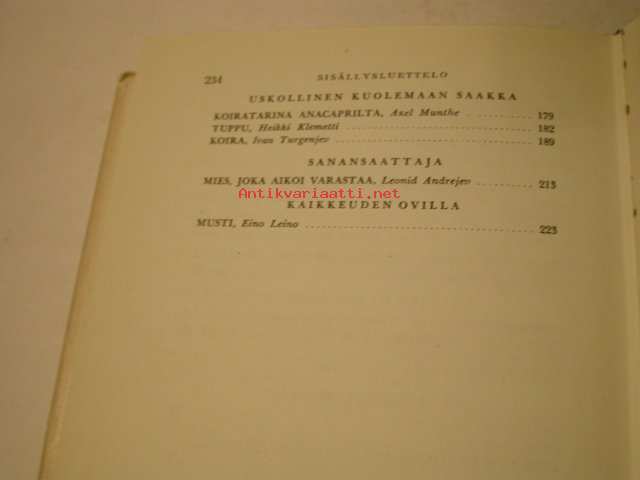 234 SISÄLLYSLUETTELO
USKOLLINEN KUOLEMAAN SAAKKA
KOIRATARINA ANACAPRILTA, Axel Munthe 179
TUPPU, Heikki Klemetti 182
KOIRA, Ivan Turgenjev 189
SANANSAATTAJA
MIES, JOKA AIKOI VARASTAA, Leonid Andrejev 213
Antikvariaatti.net
KAIKKEUDEN OVILLA
MUSTI, Eino Leino 223